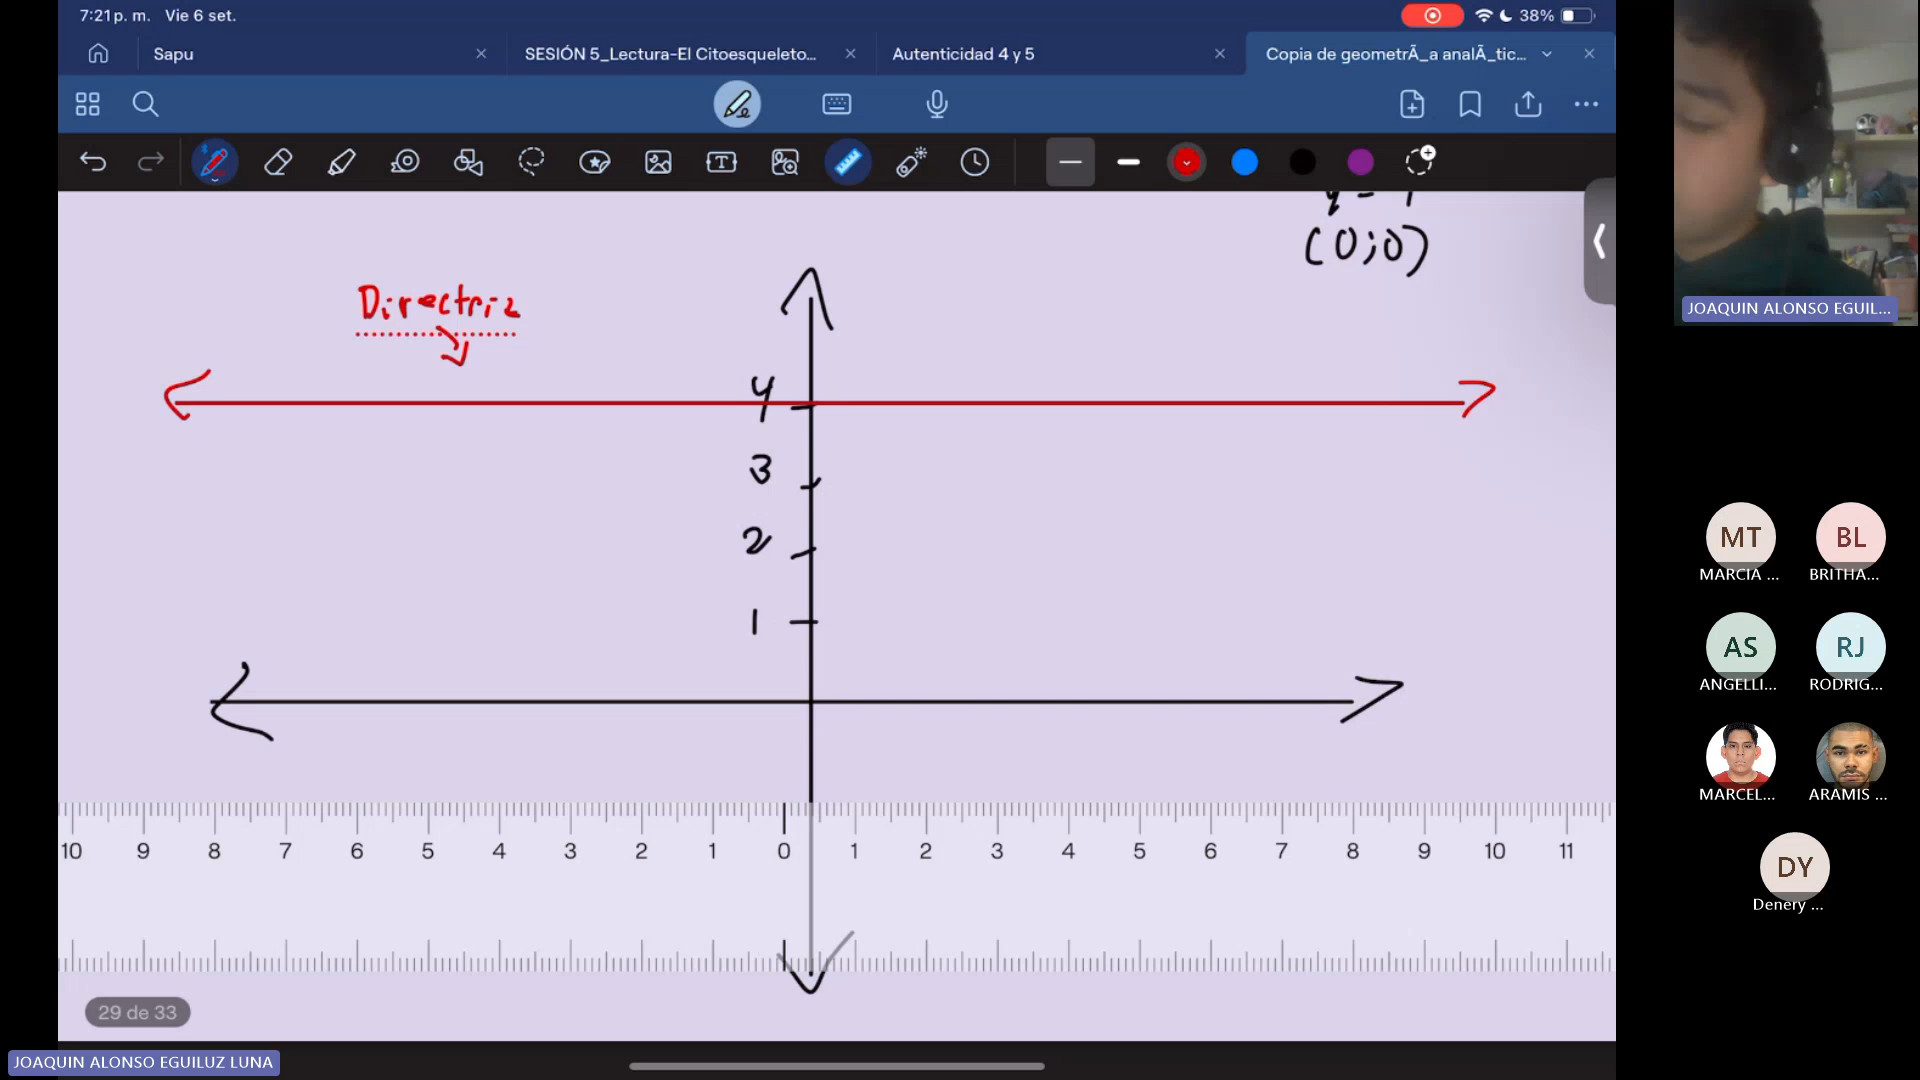 7:21 p. m. Vie 6 set.
38%
Sapu
SESIÓN 5_Lectura-El Citoesqueleto...
Autenticidad 4 y 5
Copia de geometrÃ_a analÃ_tic...
(0;0)
Directriz
4
3
2
1
10 9 8 7 6 5 4 3 2 1 0 1 2 3 4 5 6 7 8 9 10 11
29 de 33
JOAQUIN ALONSO EGUILUZ LUNA
JOAQUIN ALONSO EGUIL...
MT
MARCIA ...
BL
BRITHA...
AS
ANGELLI...
RJ
RODRIG...
MARCEL...
ARAMIS ...
DY
Denery ...